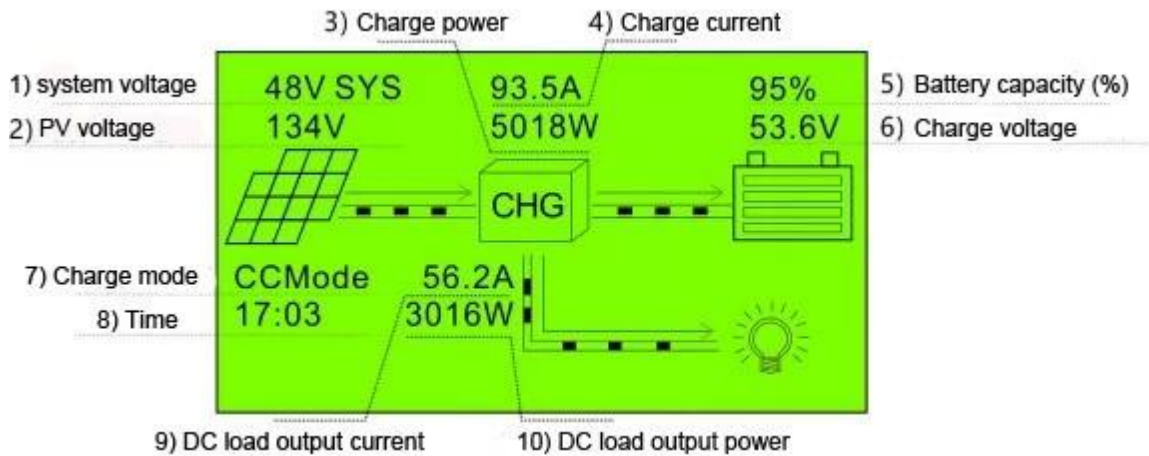 3) Charge power
4) Charge current
1) system voltage
48V SYS
93.5A
95%
5) Battery capacity (%)
2) PV voltage
134V
5018W
53.6V
6) Charge voltage
CHG
7) Charge mode
CCMode
56.2A
8) Time
17:03
3016W
9) DC load output current
10) DC load output power